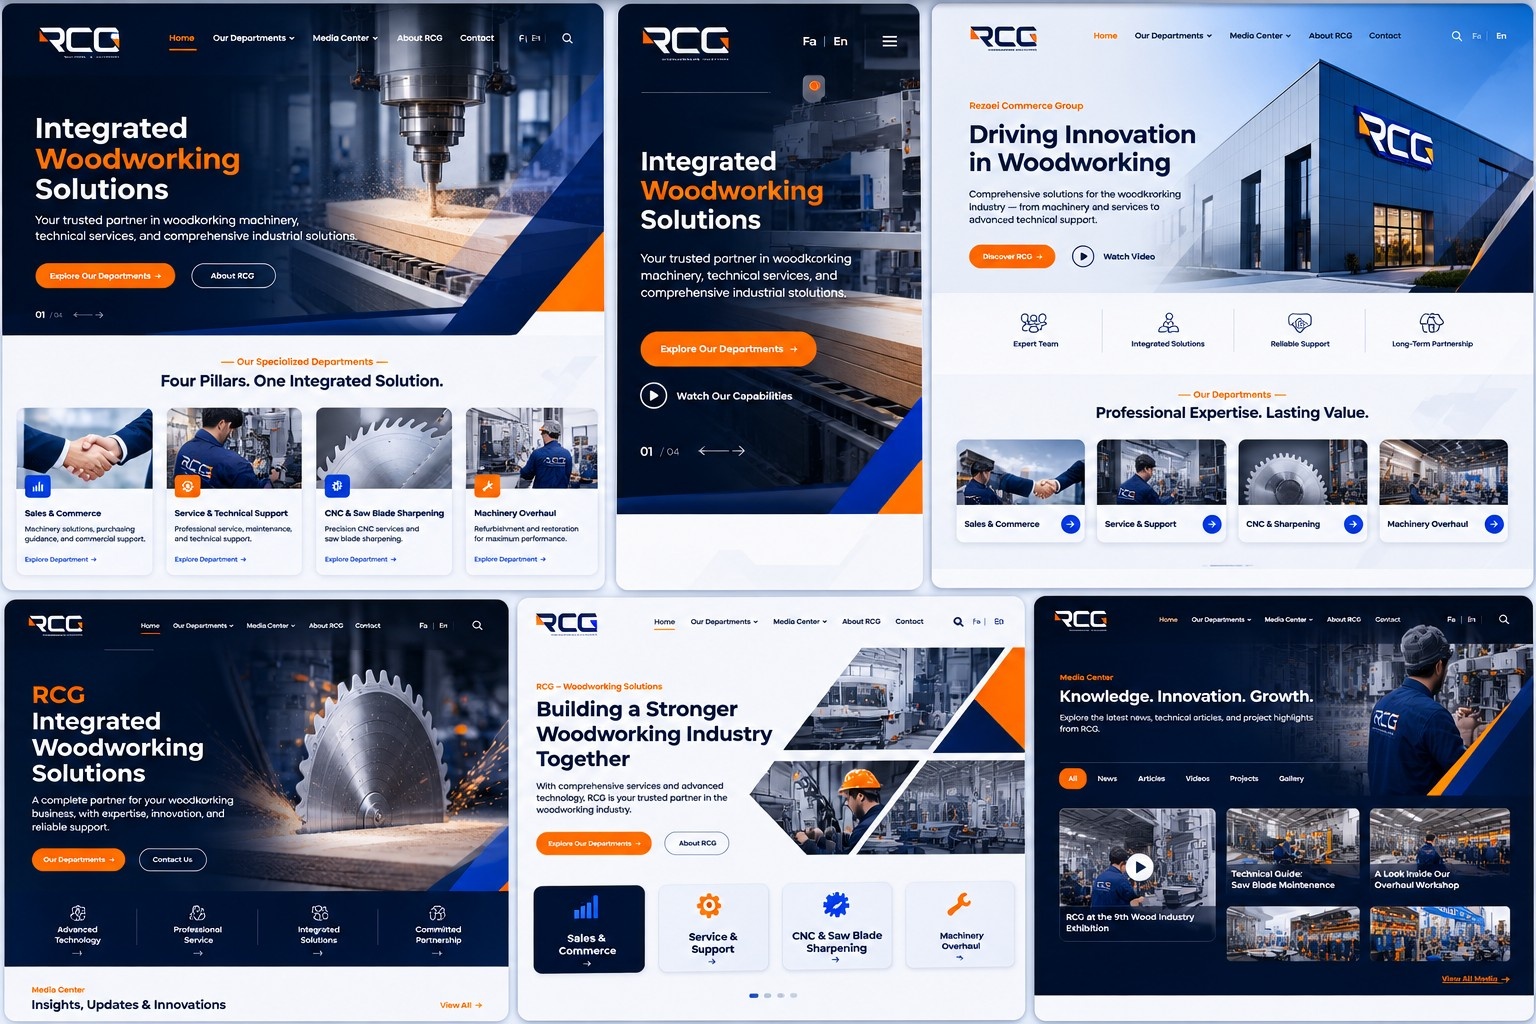 RCG
Home
Our Departments
Media Center
About RCG
Contact
Integrated
Woodworking
Solutions
Your trusted partner in woodkorking machinery,
technical services, and comprehensive industrial solutions.
Explore Our Departments →
About RCG
01 / 04
Our Specialized Departments
Four Pillars. One Integrated Solution.
RCG
Sales & Commerce
Machinery solutions, purchasing
guidance, and commercial support.
Explore Department →
Service & Technical Support
Professional service, maintenance,
and technical support.
Explore Department →
CNC & Saw Blade Sharpening
Precision CNC services and
saw blade sharpening.
Explore Department →
Machinery Overhaul
Refurbishment and restoration
for maximum performance.
Explore Department →
RCG
Fa | En
Integrated
Woodworking
Solutions
Your trusted partner in woodkorking
machinery, technical services, and
comprehensive industrial stolutions.
Explore Our Departments →
Watch Our Capabilities
01 / 04
RCG
Home
Our Departments
Media Center
About RCG
Contact
Fa | En
Rezaei Commerce Group
Driving Innovation
in Woodworking
Comprehensive solutions for the woodkworking
Industry — from machinery and services to
advanced technical support.
Discover RCG →
Watch Video
RCG
Expert Team
Integrated Solutions
Reliable Support
Long-Term Partnership
Our Departments
Professional Expertise. Lasting Value.
Sales & Commerce
Service & Support
CNC & Sharpening
Machinery Overhaul
RCG
Home
Our Departments
Media Center
About RCG
Contact
Fa | En
RCG
Integrated
Woodworking
Solutions
A complete partner for your woodkworking
business, with expertise, innovation, and
reliable support.
Our Departments →
Contact Us
Advanced
Technology
Professional
Service
Integrated
Solutions
Committed
Partnership
Media Center
Insights, Updates & Innovations
View All →
RCG
Home
Our Departments
Media Center
About RCG
Contact
RCG – Woodworking Solutions
Building a Stronger
Woodworking Industry
Together
With comprehensive services and advanced
technology, RCG is your trusted partner in the
woodworking industry.
Explore Our Departments →
About RCG
Sales &
Commerce
Service &
Support
CNC & Saw Blade
Sharpening
Machinery
Overhaul
RCG
Home
Our Departments
Media Center
About RCG
Contact
Fa | En
Media Center
Knowledge. Innovation. Growth.
Explore the latest news, technical articles, and project highlights
from RCG.
RCG
All
News
Articles
Videos
Projects
Gallery
RCG at the 9th Wood Industry
Exhibition
Technical Guide:
Saw Blade Maintenance
A Look Inside Our
Overhaul Workshop
View All Media →